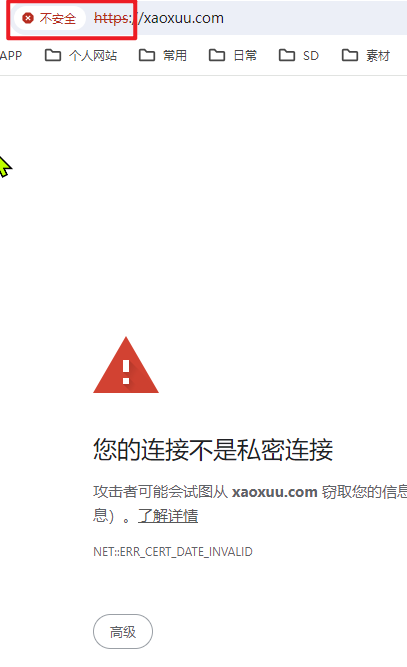 不安全 https://xaoxuu.com
APP 个人网站 常用 日常 SD 素材
您的连接不是私密连接
攻击者可能会试图从 xaoxuu.com 窃取您的信息
息）。了解详情
NET::ERR_CERT_DATE_INVALID
高级